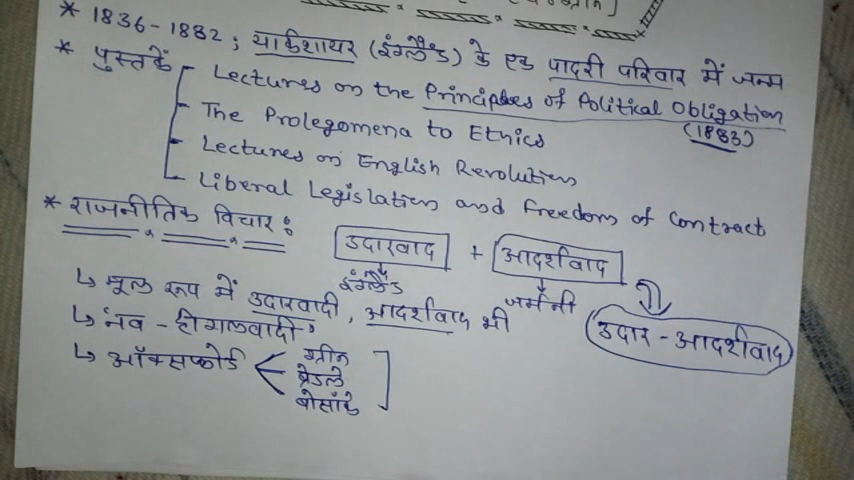 * 1836-1882; यार्कशायर (इंग्लैंड) के एक पादरी परिवार में जन्म
* पुस्तकें
Lectures on the Principles of Political Obligation
(1883)
The Prolegomena to Ethics
Lectures on English Revolution
Liberal Legislation and Freedom of Contract
* राजनीतिक विचार:
उदारवाद + आदर्शवाद
इंग्लैंड जर्मनी
उदार-आदर्शवाद
↳ मूल रूप में उदारवादी, आदर्शवाद भी
↳ "नव-हीगलवादी"
↳ ऑक्सफोर्ड
ग्रीन
ब्रेडले
बोसांके